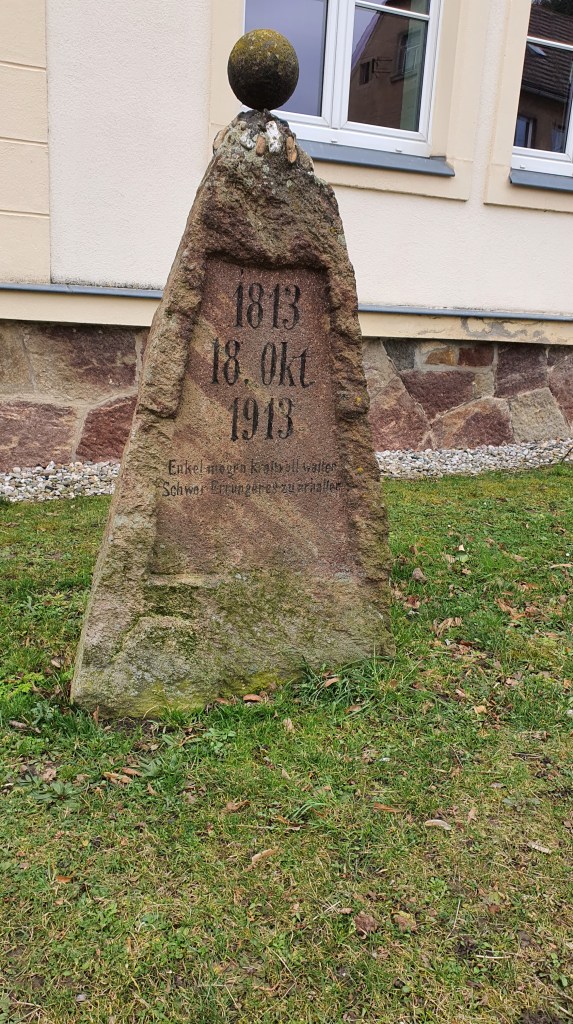 1813
18. Okt
1913
Enkel mögen kraftvoll walten
Schwer Errungenes zu erhalten